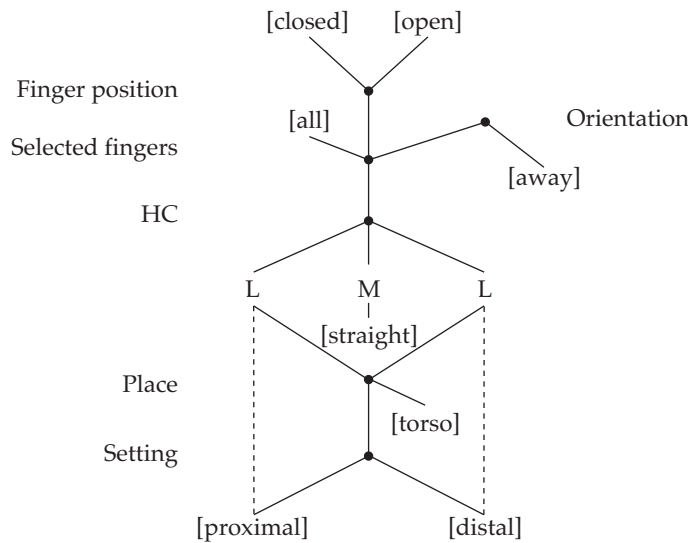 [closed] [open]
Finger position
[all] Orientation
Selected fingers
[away]
HC
L M L
[straight]
Place
[torso]
Setting
[proximal] [distal]